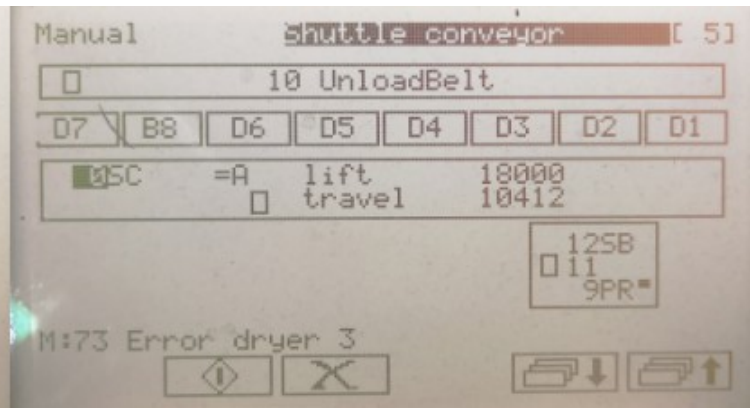 Manual Shuttle conveyor [ 5]
10 UnloadBelt
D7 B8 D6 D5 D4 D3 D2 D1
0SC =A lift 18000
travel 10412
12SB
11
9PR
M:73 Error dryer 3